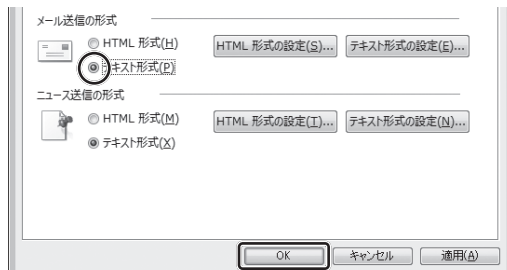 メール送信の形式
HTML 形式(H) HTML 形式の設定(S)... テキスト形式の設定(E)...
テキスト形式(P)
ニュース送信の形式
HTML 形式(M) HTML 形式の設定(T)... テキスト形式の設定(N)...
テキスト形式(X)
OK キャンセル 適用(A)